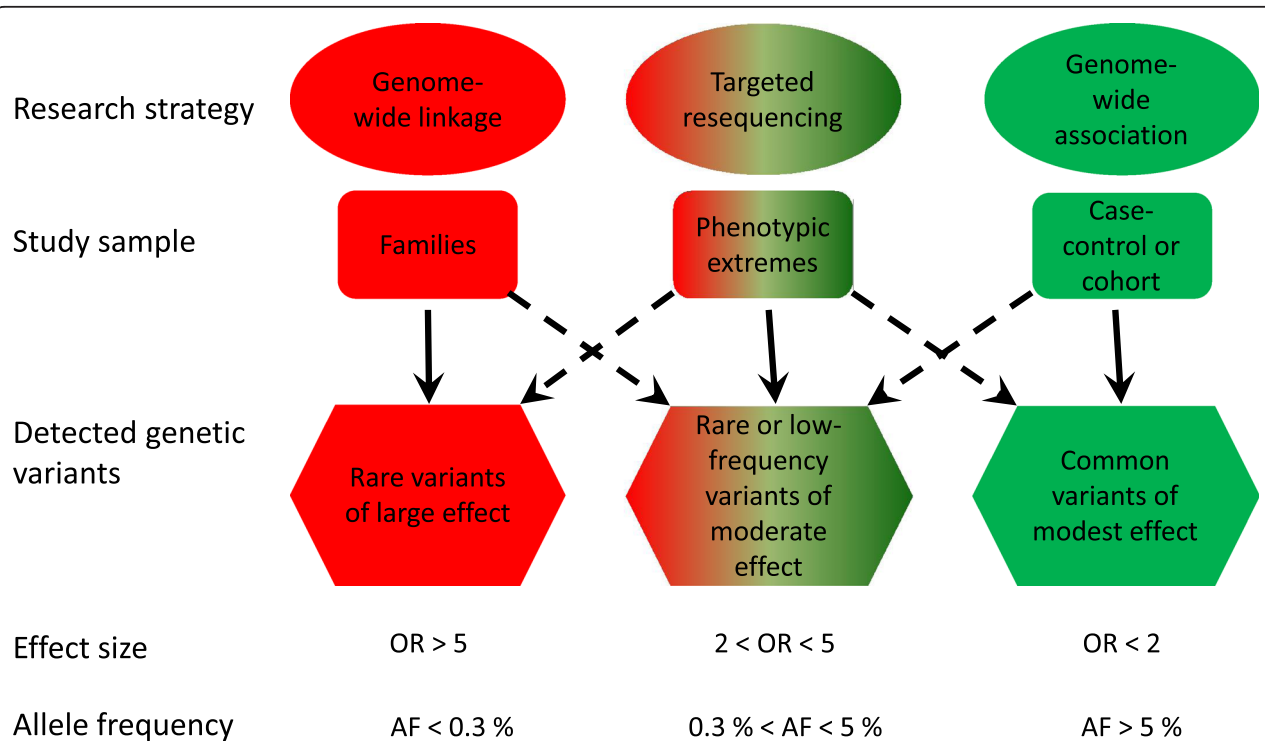 Research strategy
Genome-
wide linkage
Targeted
resequencing
Genome-
wide
association
Study sample
Families
Phenotypic
extremes
Case-
control or
cohort
Detected genetic
variants
Rare variants
of large effect
Rare or low-
frequency
variants of
moderate
effect
Common
variants of
modest effect
Effect size
OR > 5
2 < OR < 5
OR < 2
Allele frequency
AF < 0.3 %
0.3 % < AF < 5 %
AF > 5 %